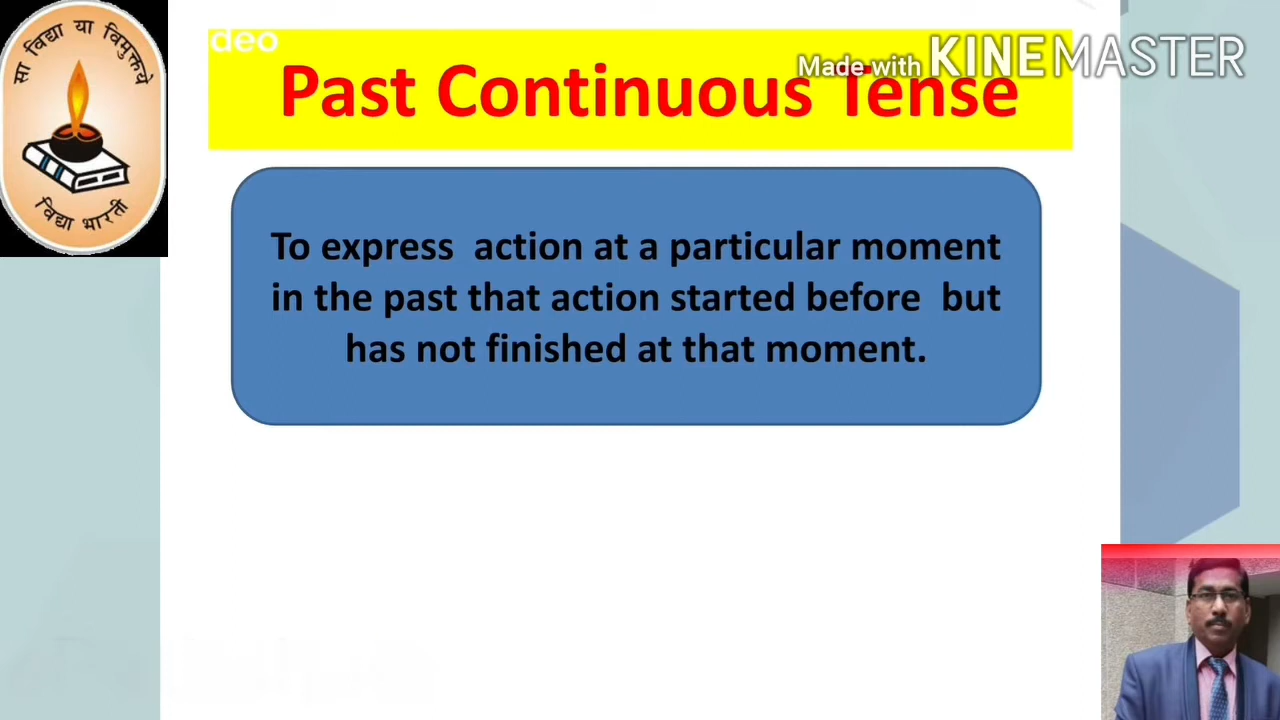 सा विद्या या विमुक्तये
विद्या भारती
deo
Made with KINEMASTER
Past Continuous Tense
To express action at a particular moment
in the past that action started before but
has not finished at that moment.